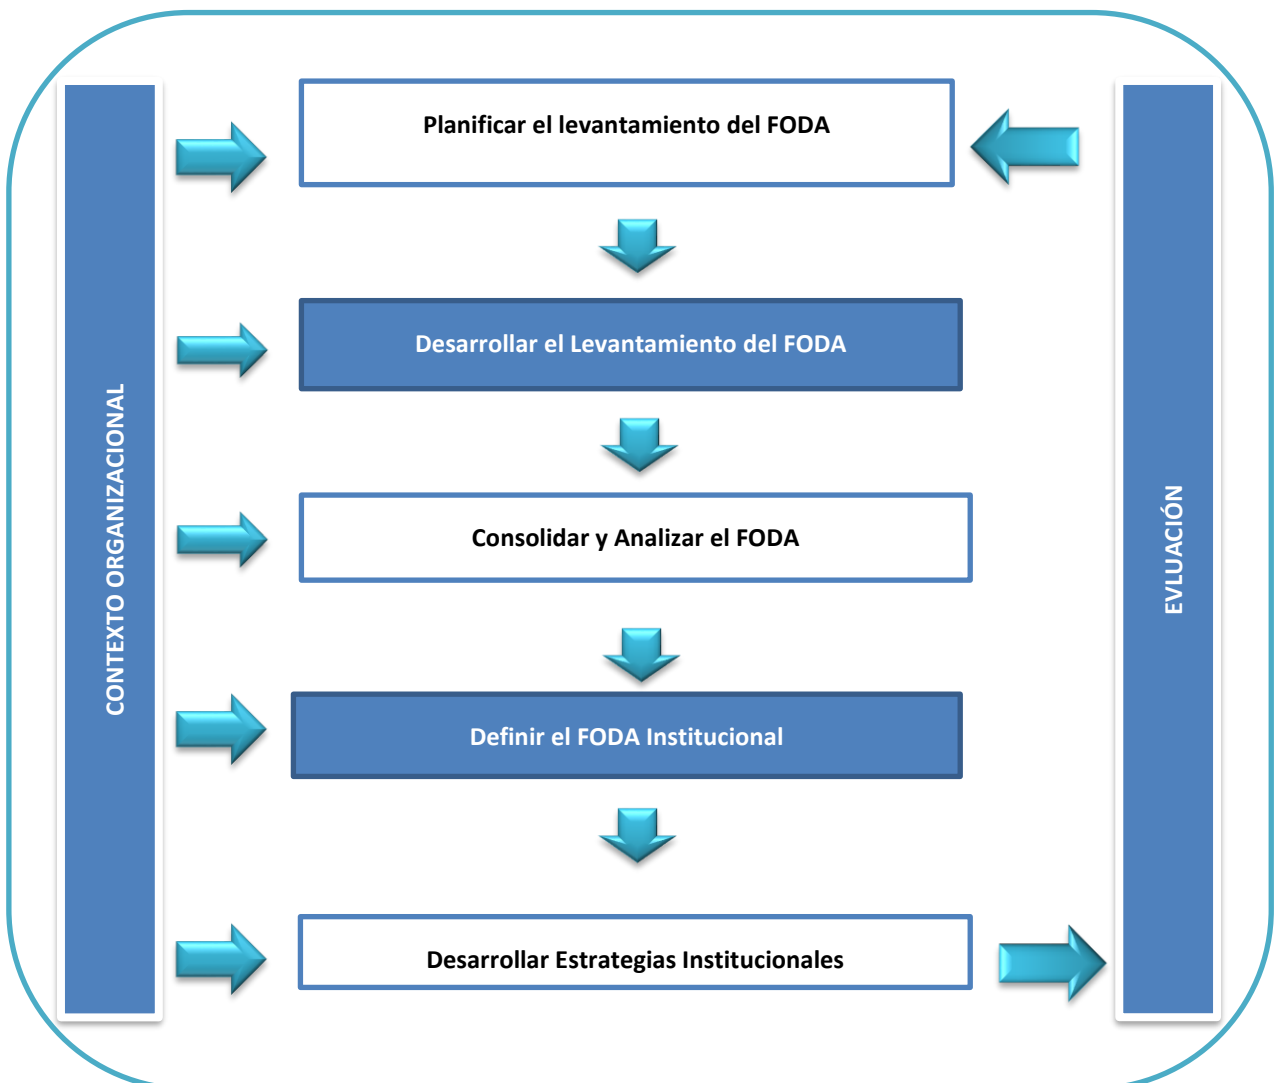 CONTEXTO ORGANIZACIONAL
Planificar el levantamiento del FODA
Desarrollar el Levantamiento del FODA
Consolidar y Analizar el FODA
Definir el FODA Institucional
Desarrollar Estrategias Institucionales
EVLUACIÓN